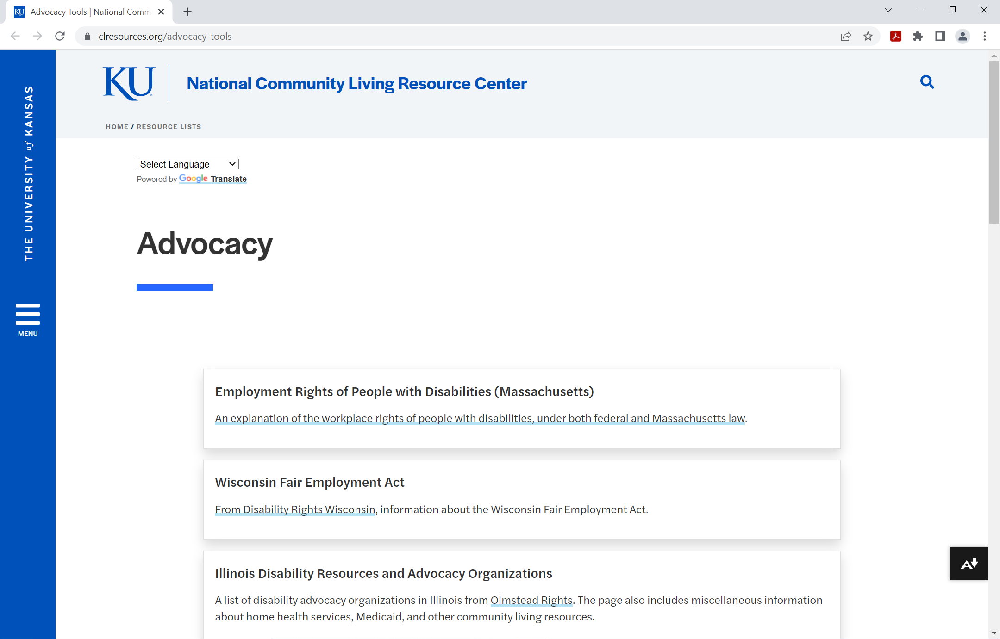 KU Advocacy Tools | National Comm
clresources.org/advocacy-tools
THE UNIVERSITY of KANSAS
MENU
KU
National Community Living Resource Center
HOME / RESOURCE LISTS
Select Language
Powered by Google Translate
Advocacy
Employment Rights of People with Disabilities (Massachusetts)
An explanation of the workplace rights of people with disabilities, under both federal and Massachusetts law.
Wisconsin Fair Employment Act
From Disability Rights Wisconsin, information about the Wisconsin Fair Employment Act.
Illinois Disability Resources and Advocacy Organizations
A list of disability advocacy organizations in Illinois from Olmstead Rights. The page also includes miscellaneous information
about home health services, Medicaid, and other community living resources.